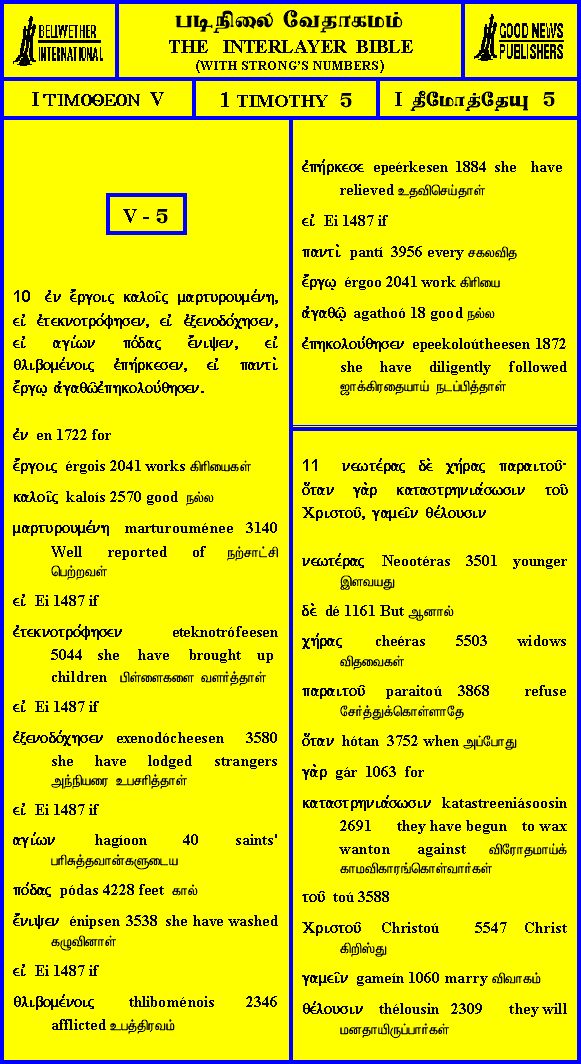 BELLWETHER
INTERNATIONAL
படிநிலை வேதாகமம்
THE INTERLAYER BIBLE
(WITH STRONG'S NUMBERS)
GOOD NEWS
PUBLISHERS
I ΤΙΜΟΘΕΟΝ V
1 TIMOTHY 5
I தீமோத்தேயு 5
V - 5
10 ἐν ἔργοις καλοῖς μαρτυρουμένη,
εἰ ἐτεκνοτρόφησεν, εἰ ἐξενοδόχησεν,
εἰ αγίων πόδας ἔνιψεν, εἰ
θλιβομένοις ἐπήρκεσεν, εἰ παντὶ
ἔργῳ ἀγαθῶἐπηκολούθησεν.
ἐν en 1722 for
ἔργοις érgois 2041 works கிரியைகள்
καλοῖς kaloís 2570 good நல்ல
μαρτυρουμένη marturouménee 3140
Well reported of நற்சாட்சி
பெற்றவள்
εἰ Ei 1487 if
ἐτεκνοτρόφησεν eteknotrófeesen
5044 she have brought up
children பிள்ளைகளை வளர்த்தாள்
εἰ Ei 1487 if
ἐξενοδόχησεν exenodócheesen 3580
she have lodged strangers
அந்நியரை உபசரித்தாள்
εἰ Ei 1487 if
αγίων hagíoon 40 saints'
பரிசுத்தவான்களுடைய
πόδας pódas 4228 feet கால்
ἔνιψεν énipsen 3538 she have washed
கழுவினாள்
εἰ Ei 1487 if
θλιβομένοις thliboménois 2346
afflicted உபத்திரவம்
ἐπήρκεσε epeérkesen 1884 she have
relieved உதவிசெய்தாள்
εἰ Ei 1487 if
παντὶ pantí 3956 every சகலவித
ἔργῳ érgoo 2041 work கிரியை
ἀγαθῷ agathoó 18 good நல்ல
ἐπηκολούθησεν epeekoloútheesen 1872
she have diligently followed
ஜாக்கிரதையாய் நடப்பித்தாள்
11 νεωτέρας δὲ χήρας παραιτοῦ·
ὅταν γὰρ καταστρηνιάσωσιν τοῦ
Χριστοῦ, γαμεῖν θέλουσιν
νεωτέρας Neootéras 3501 younger
இளவயது
δὲ dé 1161 But ஆனால்
χήρας cheéras 5503 widows
விதவைகள்
παραιτοῦ paraitoú 3868 refuse
சேர்த்துக்கொள்ளாதே
ὅταν hótan 3752 when அப்போது
γὰρ gár 1063 for
καταστρηνιάσωσιν katastreeniásoosin
2691 they have begun to wax
wanton against விரோதமாய்க்
காமவிகாரங்கொள்வார்கள்
τοῦ toú 3588
Χριστοῦ Christoú 5547 Christ
கிறிஸ்து
γαμεῖν gameín 1060 marry விவாகம்
θέλουσιν thélousin 2309 they will
மனதாயிருப்பார்கள்